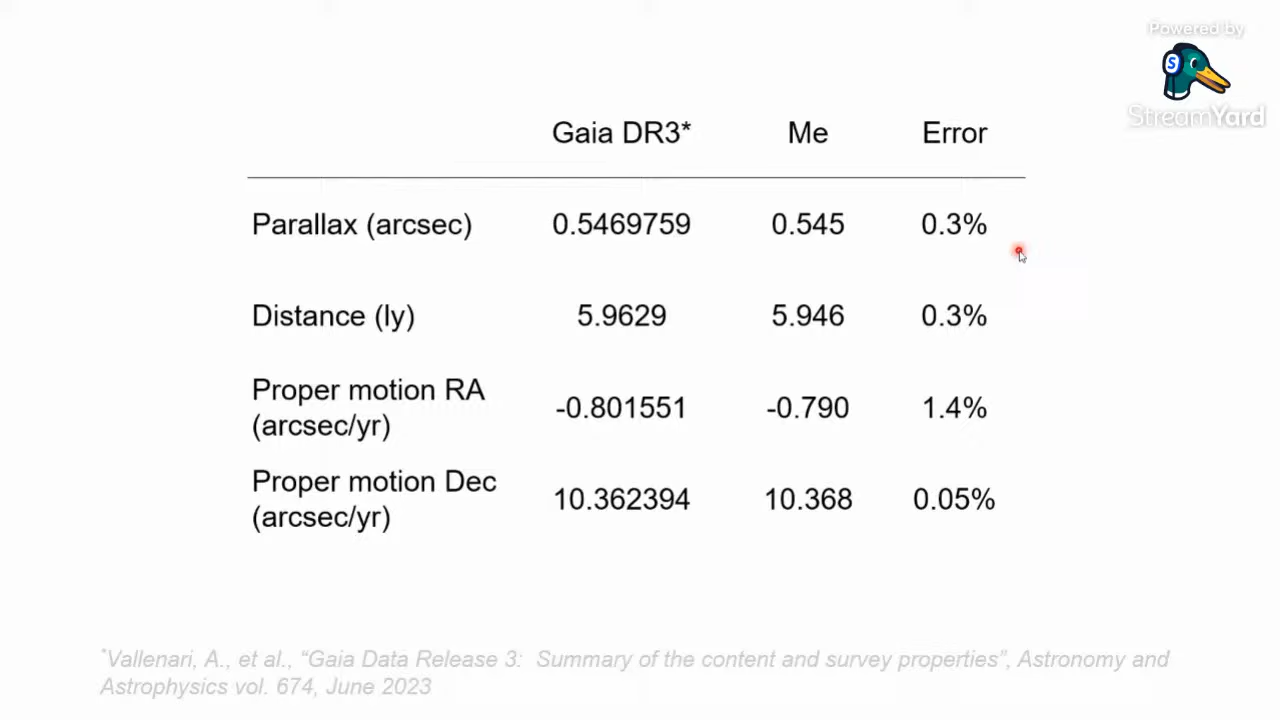 Powered by
StreamYard
Gaia DR3* Me Error
Parallax (arcsec) 0.5469759 0.545 0.3%
Distance (ly) 5.9629 5.946 0.3%
Proper motion RA
(arcsec/yr) -0.801551 -0.790 1.4%
Proper motion Dec
(arcsec/yr) 10.362394 10.368 0.05%
*Vallenari, A., et al., “Gaia Data Release 3: Summary of the content and survey properties”, Astronomy and
Astrophysics vol. 674, June 2023